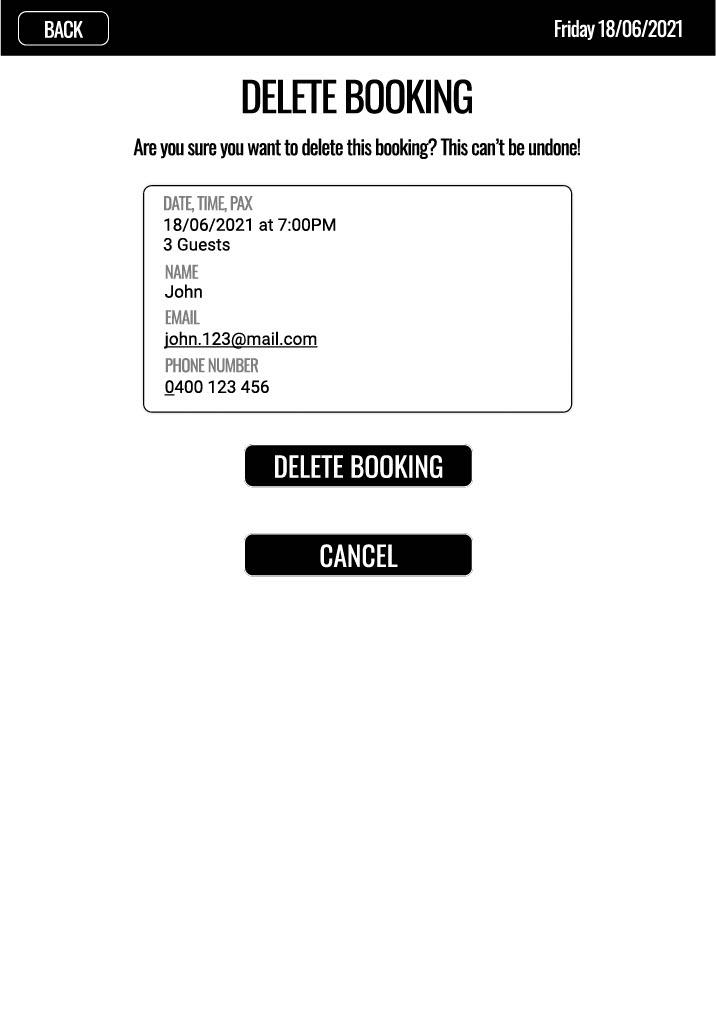 BACK
Friday 18/06/2021
DELETE BOOKING
Are you sure you want to delete this booking? This can't be undone!
DATE, TIME, PAX
18/06/2021 at 7:00PM
3 Guests
NAME
John
EMAIL
john.123@mail.com
PHONE NUMBER
0400 123 456
DELETE BOOKING
CANCEL